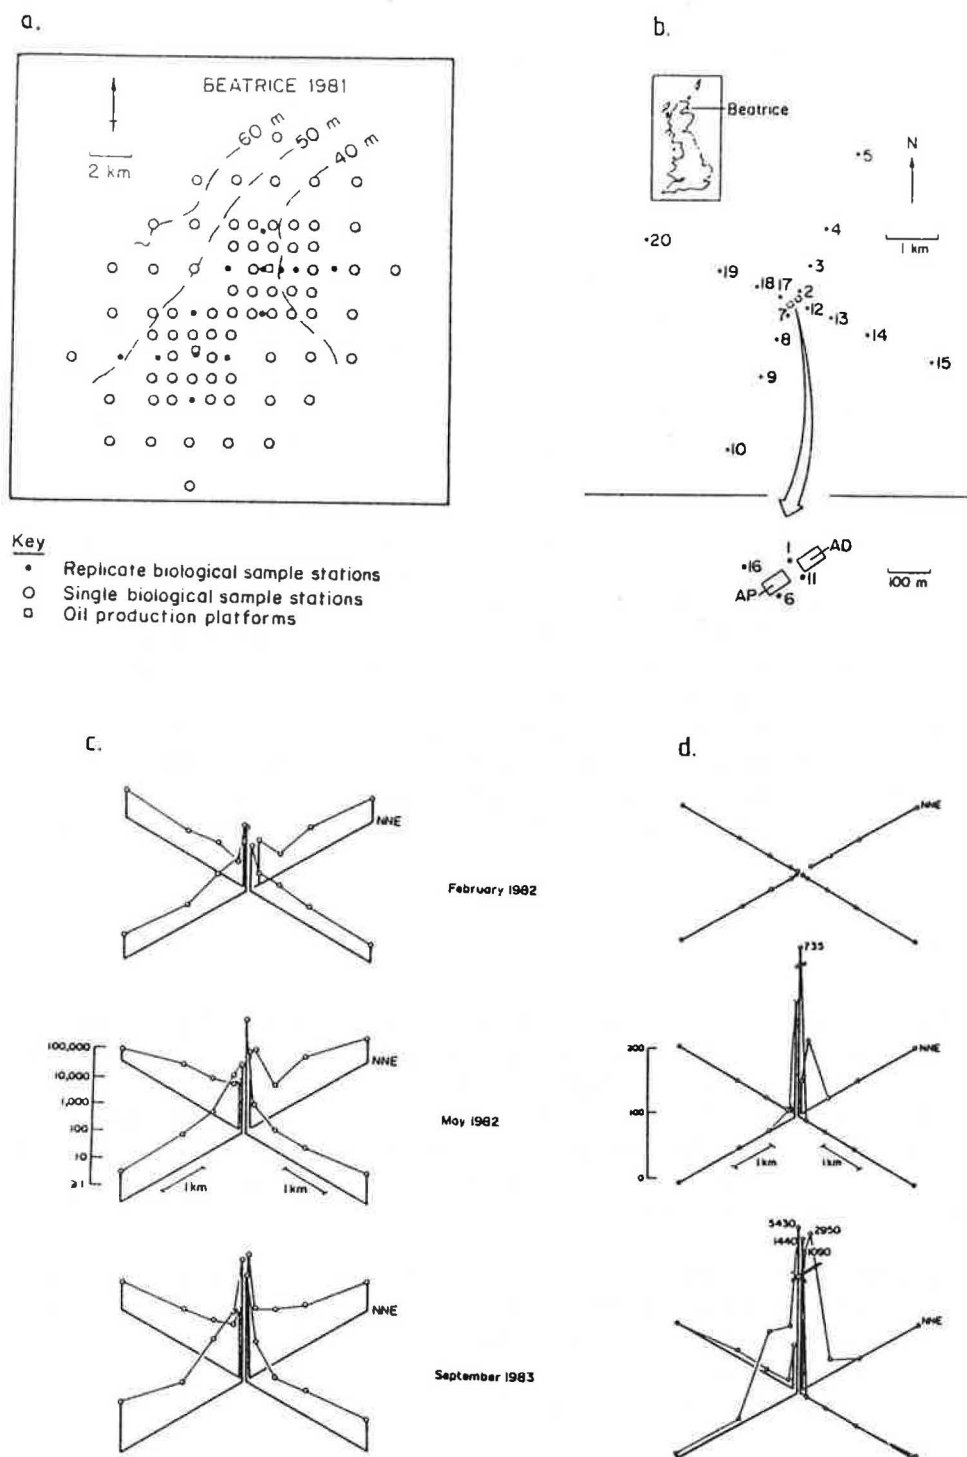 a.
BEATRICE 1981
2 km
60 m
50 m
40 m
Key
Replicate biological sample stations
Single biological sample stations
Oil production platforms
b.
Beatrice
N
1 km
5
4
20
3
19
18 17
2
7
12
13
8
14
15
9
10
1
AD
16
11
100 m
AP
6
c.
NNE
February 1982
100,000
10,000
1,000
100
10
≥1
NNE
May 1982
1km
1km
NNE
September 1983
d.
NNE
735
200
100
0
NNE
1km
1km
5430
2950
1440
1090
NNE